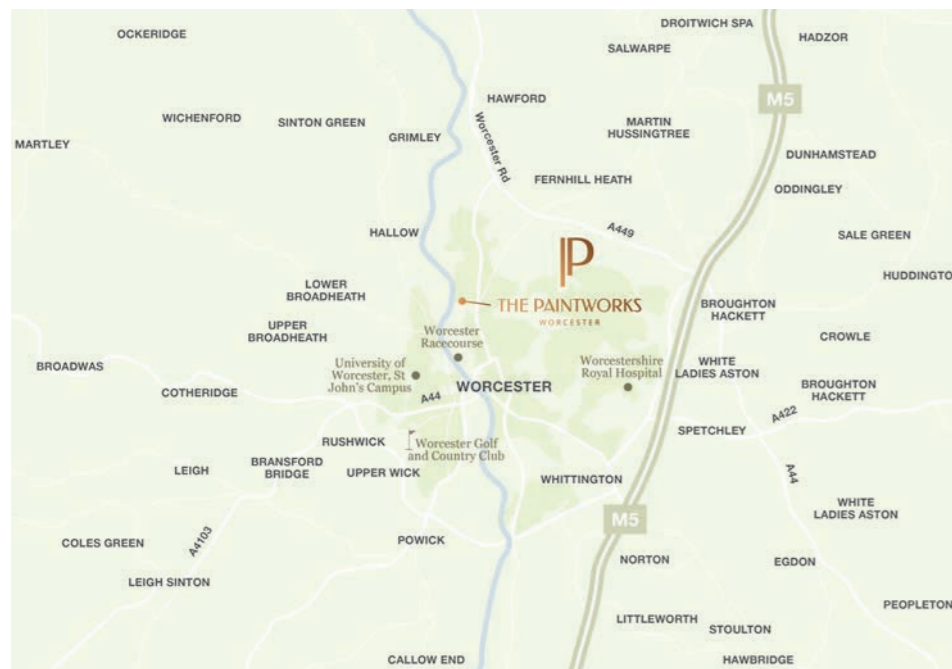 DROITWICH SPA
OCKERIDGE
HADZOR
SALWARPE
M5
HAWFORD
WICHENFORD
SINTON GREEN
MARTIN
HUSSINGTREE
GRIMLEY
Worcester Rd
MARTLEY
DUNHAMSTEAD
FERNHILL HEATH
ODDINGLEY
HALLOW
A449
SALE GREEN
P
HUDDINGTO
LOWER
BROADHEATH
THE PAINTWORKS
WORCESTER
BROUGHTON
HACKETT
UPPER
BROADHEATH
Worcester
Racecourse
CROWLE
BROADWAS
University of
Worcester, St
John's Campus
Worcestershire
Royal Hospital
WHITE
LADIES ASTON
WORCESTER
COTHERIDGE
A44
BROUGHTON
HACKETT
A422
SPETCHLEY
RUSHWICK
Worcester Golf
and Country Club
LEIGH
BRANSFORD
BRIDGE
UPPER WICK
WHITTINGTON
A44
WHITE
LADIES ASTON
M5
COLES GREEN
A4103
POWICK
NORTON
EGDON
LEIGH SINTON
PEOPLETON
LITTLEWORTH
STOULTON
CALLOW END
HAWBRIDGE